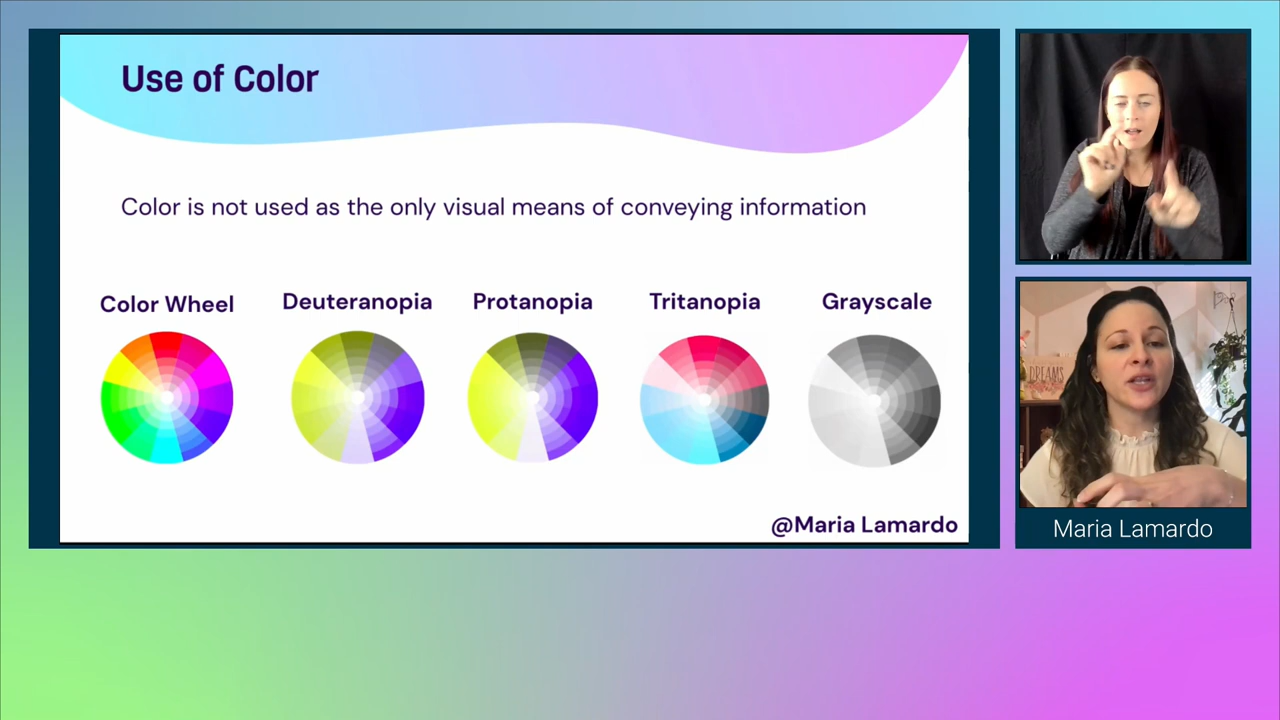 Use of Color
Color is not used as the only visual means of conveying information
Color Wheel
Deuteranopia
Protanopia
Tritanopia
Grayscale
@Maria Lamardo
DREAMS
Maria Lamardo